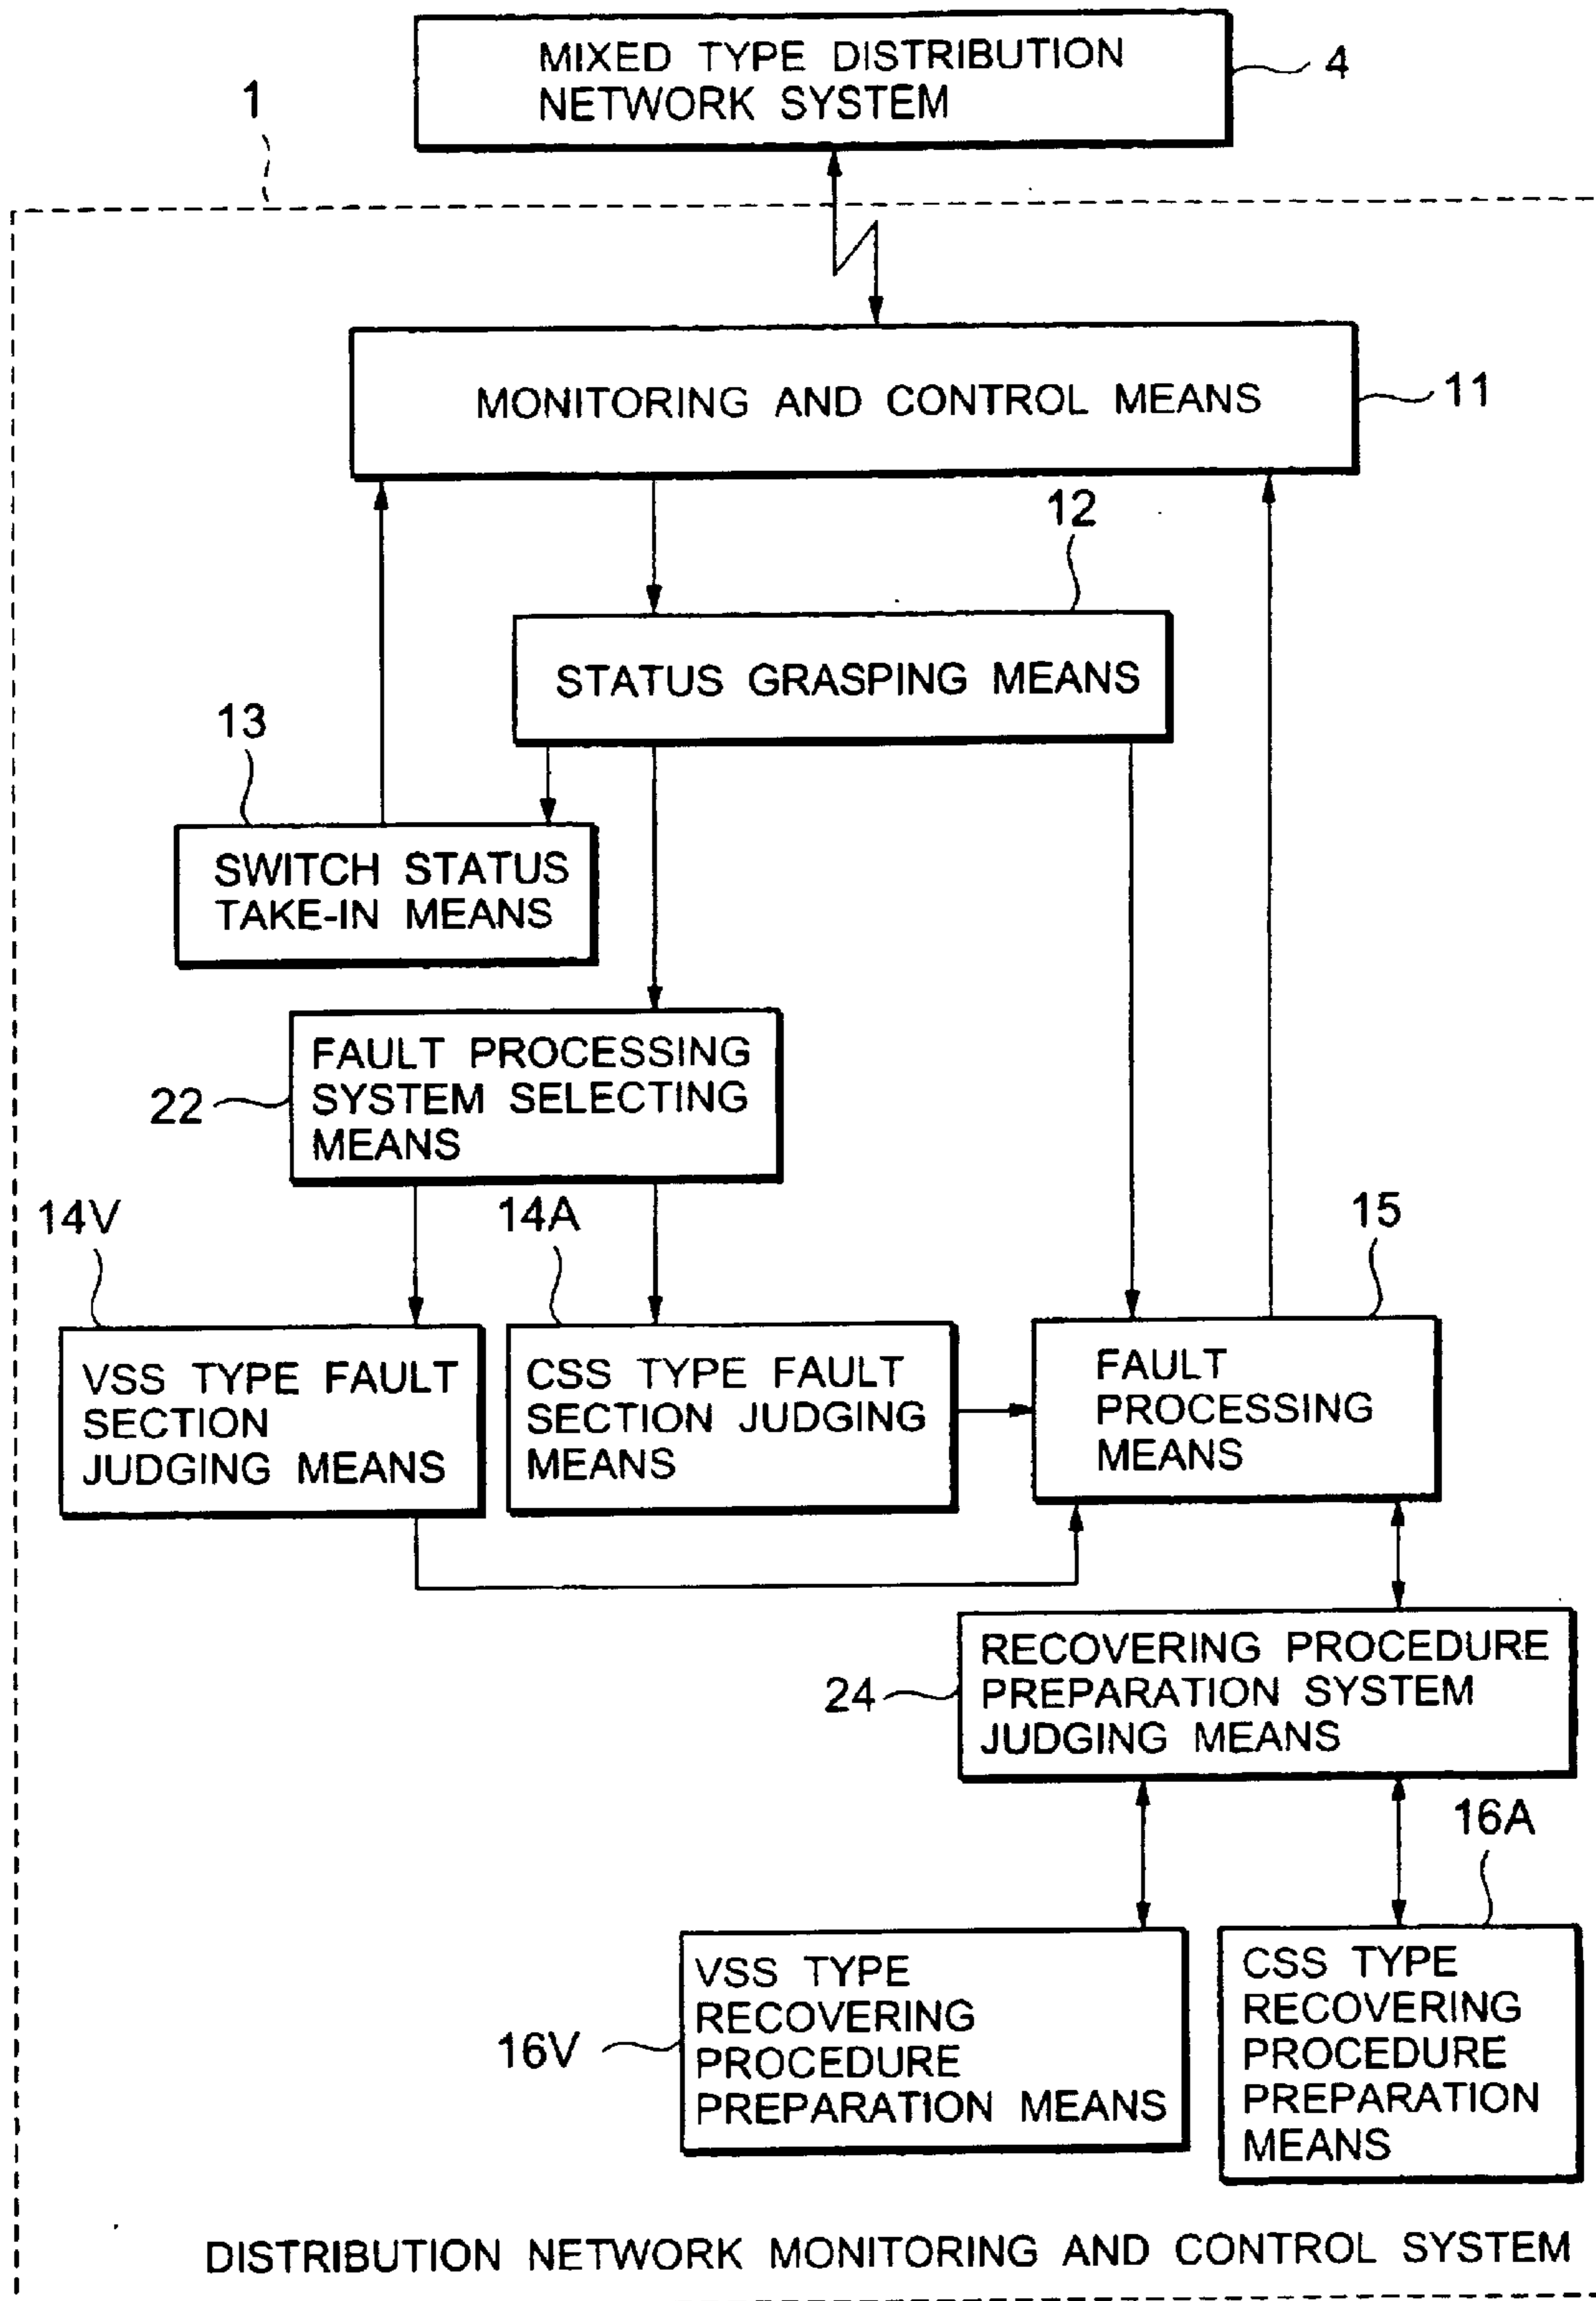 MIXED TYPE DISTRIBUTION
NETWORK SYSTEM
4
1
MONITORING AND CONTROL MEANS
11
12
STATUS GRASPING MEANS
13
SWITCH STATUS
TAKE-IN MEANS
FAULT PROCESSING
SYSTEM SELECTING
MEANS
22
14V
14A
15
VSS TYPE FAULT
SECTION
JUDGING MEANS
CSS TYPE FAULT
SECTION JUDGING
MEANS
FAULT
PROCESSING
MEANS
RECOVERING PROCEDURE
PREPARATION SYSTEM
JUDGING MEANS
24
16A
VSS TYPE
RECOVERING
PROCEDURE
PREPARATION MEANS
16V
CSS TYPE
RECOVERING
PROCEDURE
PREPARATION
MEANS
DISTRIBUTION NETWORK MONITORING AND CONTROL SYSTEM